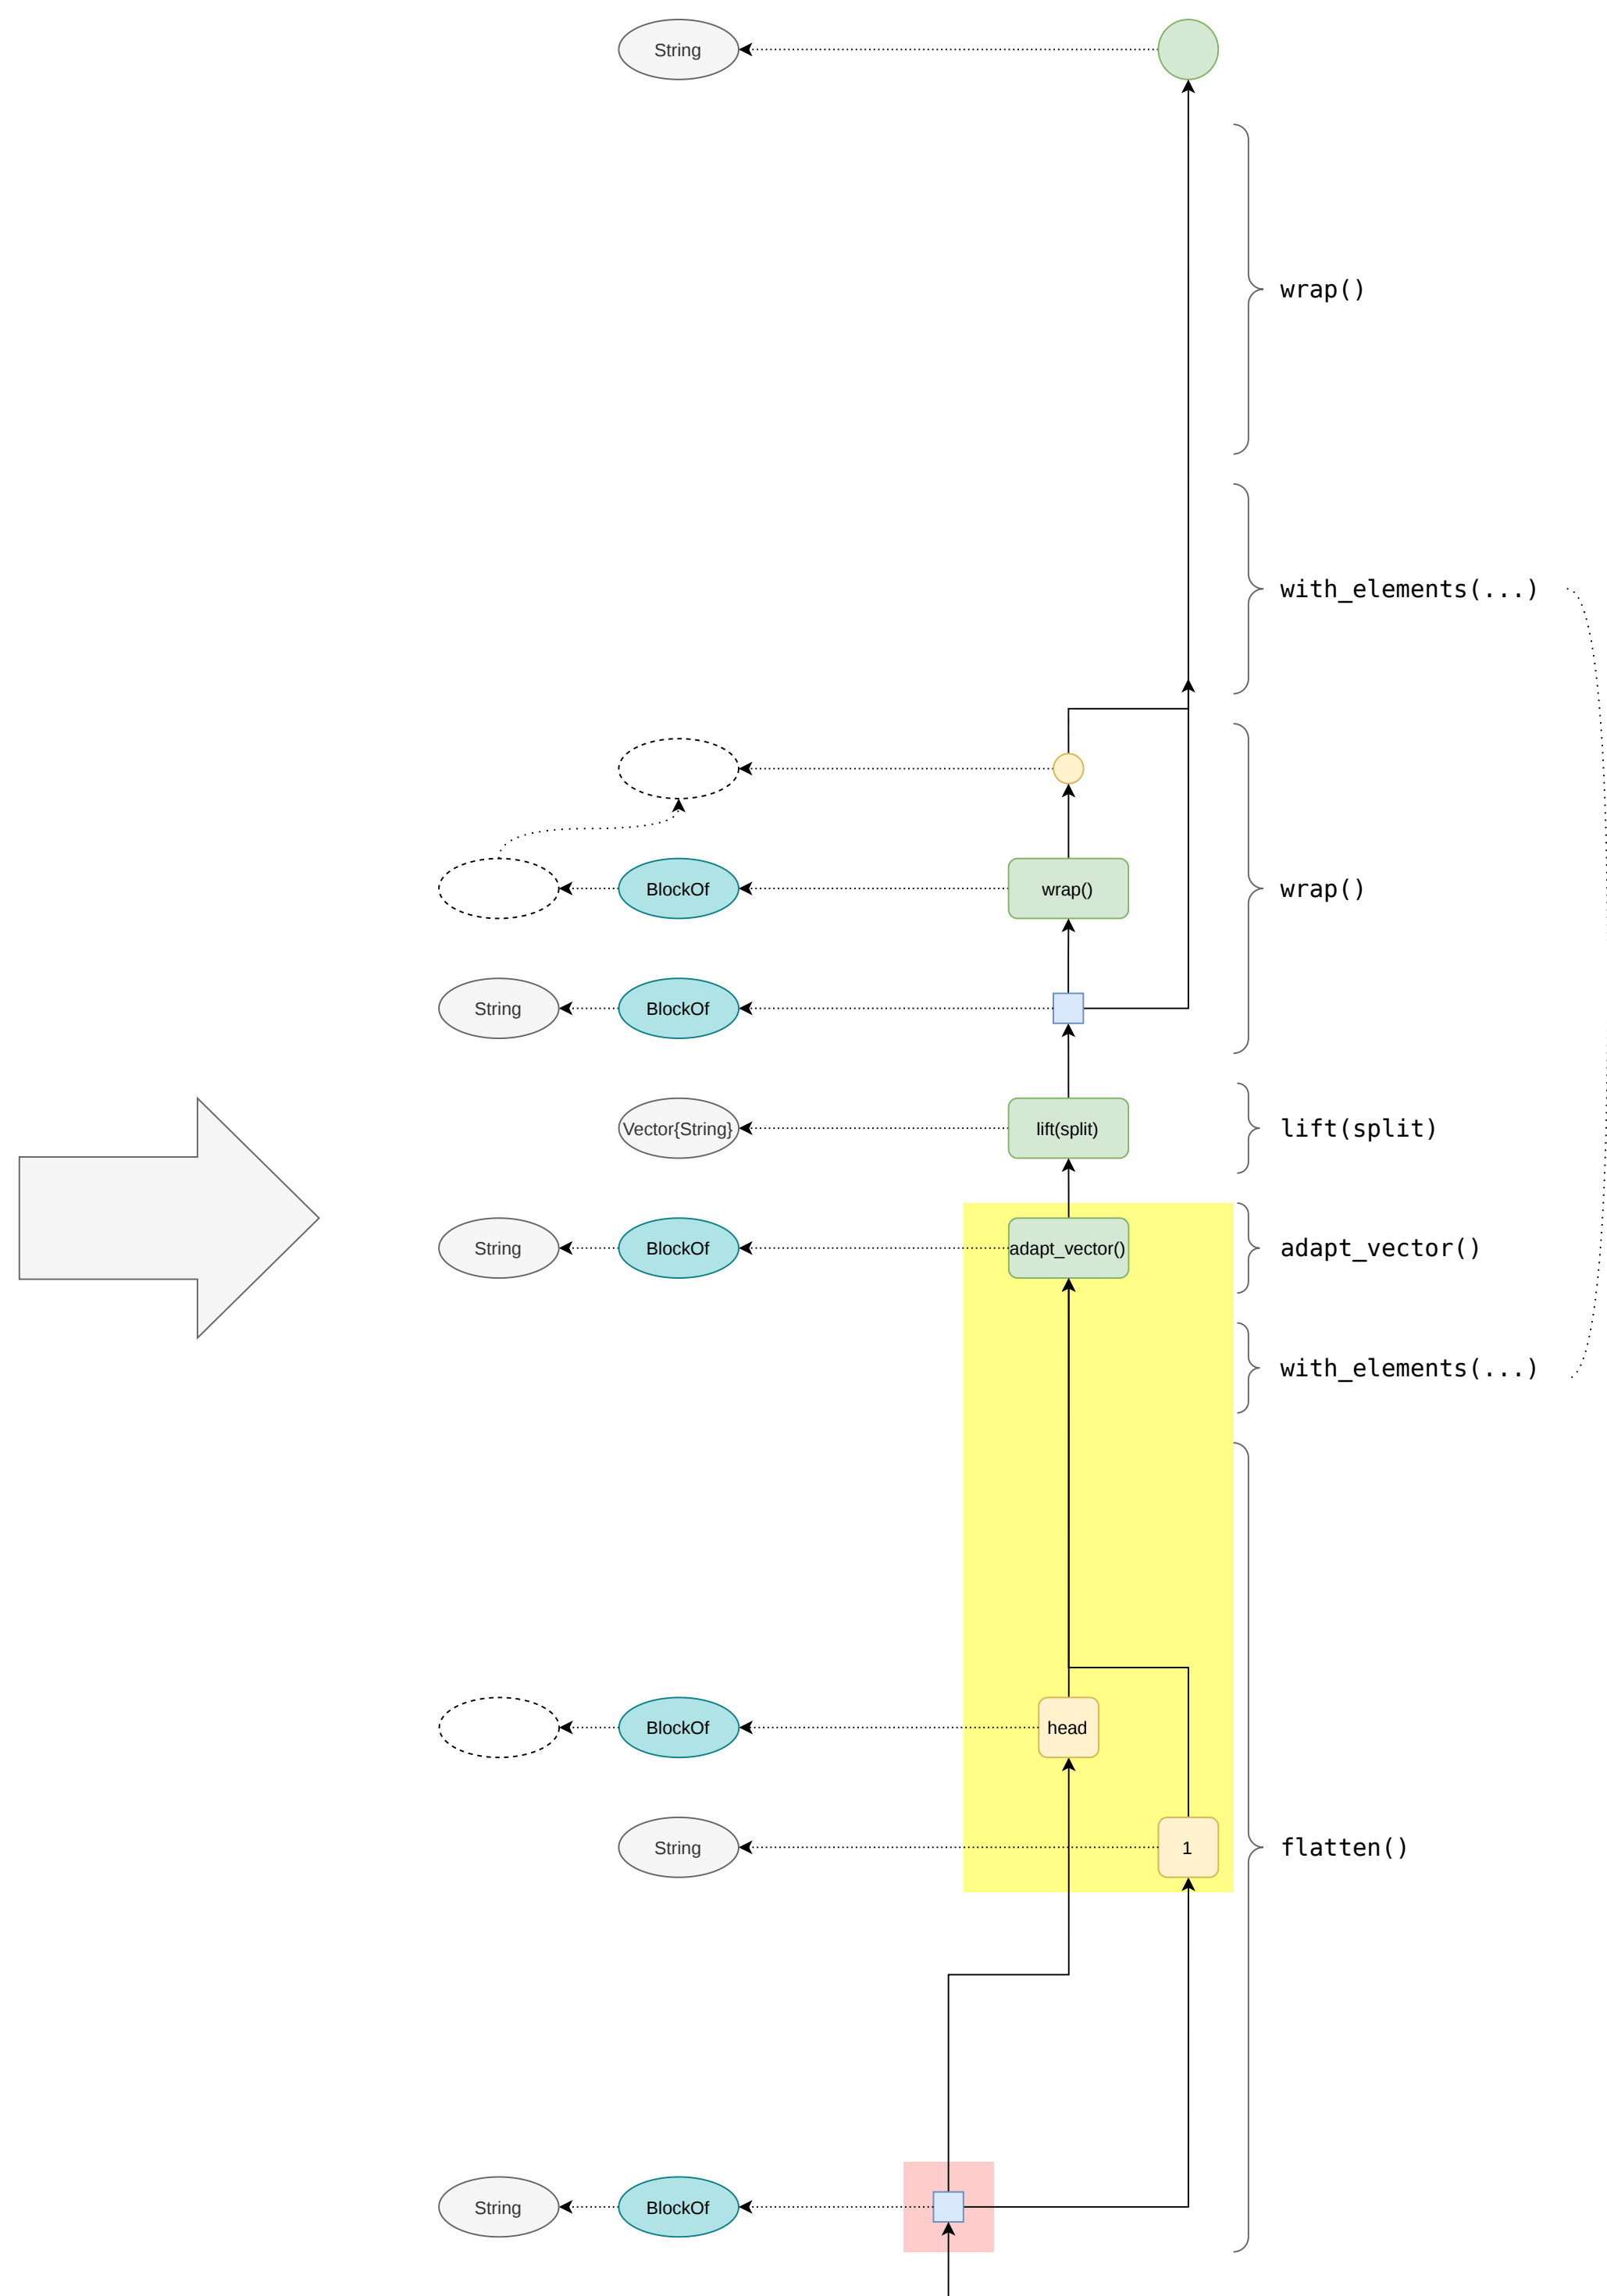 String
wrap()
with_elements(...)
BlockOf
wrap()
wrap()
String
BlockOf
Vector{String}
lift(split)
lift(split)
String
BlockOf
adapt_vector()
adapt_vector()
with_elements(...)
BlockOf
head
String
1
flatten()
String
BlockOf